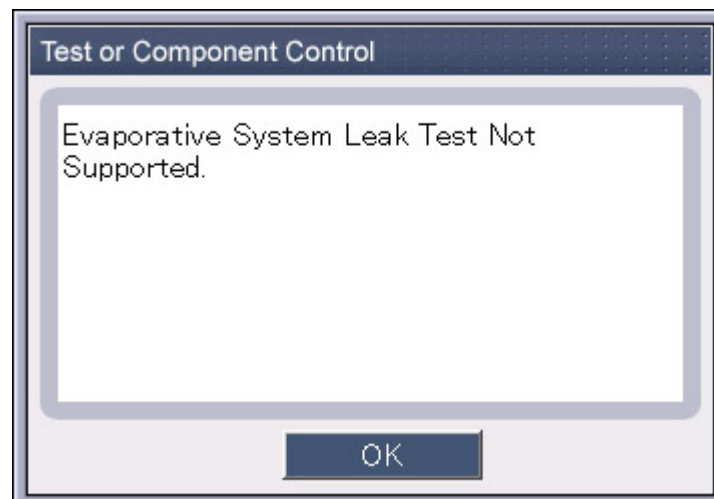 Test or Component Control
Evaporative System Leak Test Not
Supported.
OK